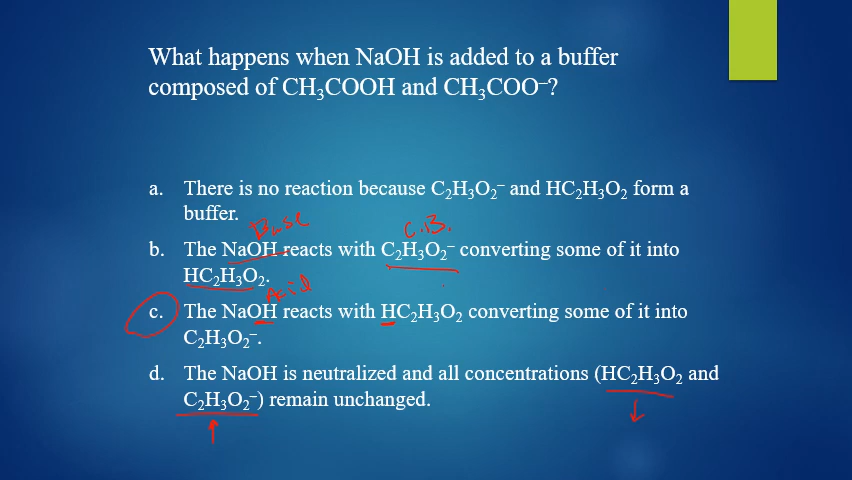 What happens when NaOH is added to a buffer
composed of CH₃COOH and CH₃COO⁻?
a. There is no reaction because C₂H₃O₂⁻ and HC₂H₃O₂ form a
buffer.
Base C.B.
b. The NaOH reacts with C₂H₃O₂⁻ converting some of it into
HC₂H₃O₂.
Acid
c. The NaOH reacts with HC₂H₃O₂ converting some of it into
C₂H₃O₂⁻.
d. The NaOH is neutralized and all concentrations (HC₂H₃O₂ and
C₂H₃O₂⁻) remain unchanged.